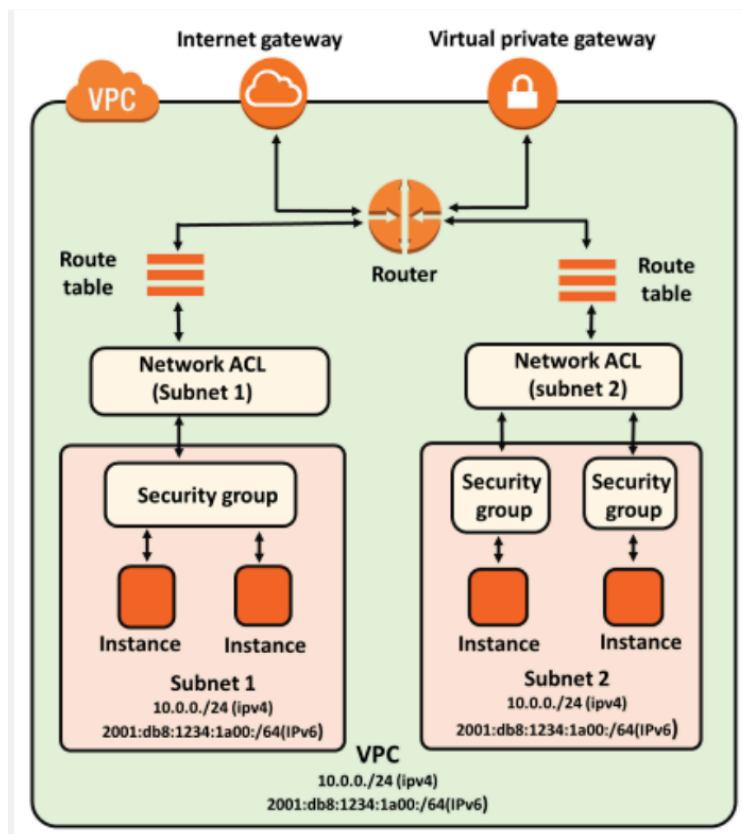 Internet gateway
Virtual private gateway
VPC
Router
Route
table
Route
table
Network ACL
(Subnet 1)
Network ACL
(subnet 2)
Security group
Security
group
Security
group
Instance
Instance
Instance
Instance
Subnet 1
10.0.0./24 (ipv4)
2001:db8:1234:1a00:/64(IPv6)
Subnet 2
10.0.0./24 (ipv4)
2001:db8:1234:1a00:/64(IPv6)
VPC
10.0.0./24 (ipv4)
2001:db8:1234:1a00:/64(IPv6)